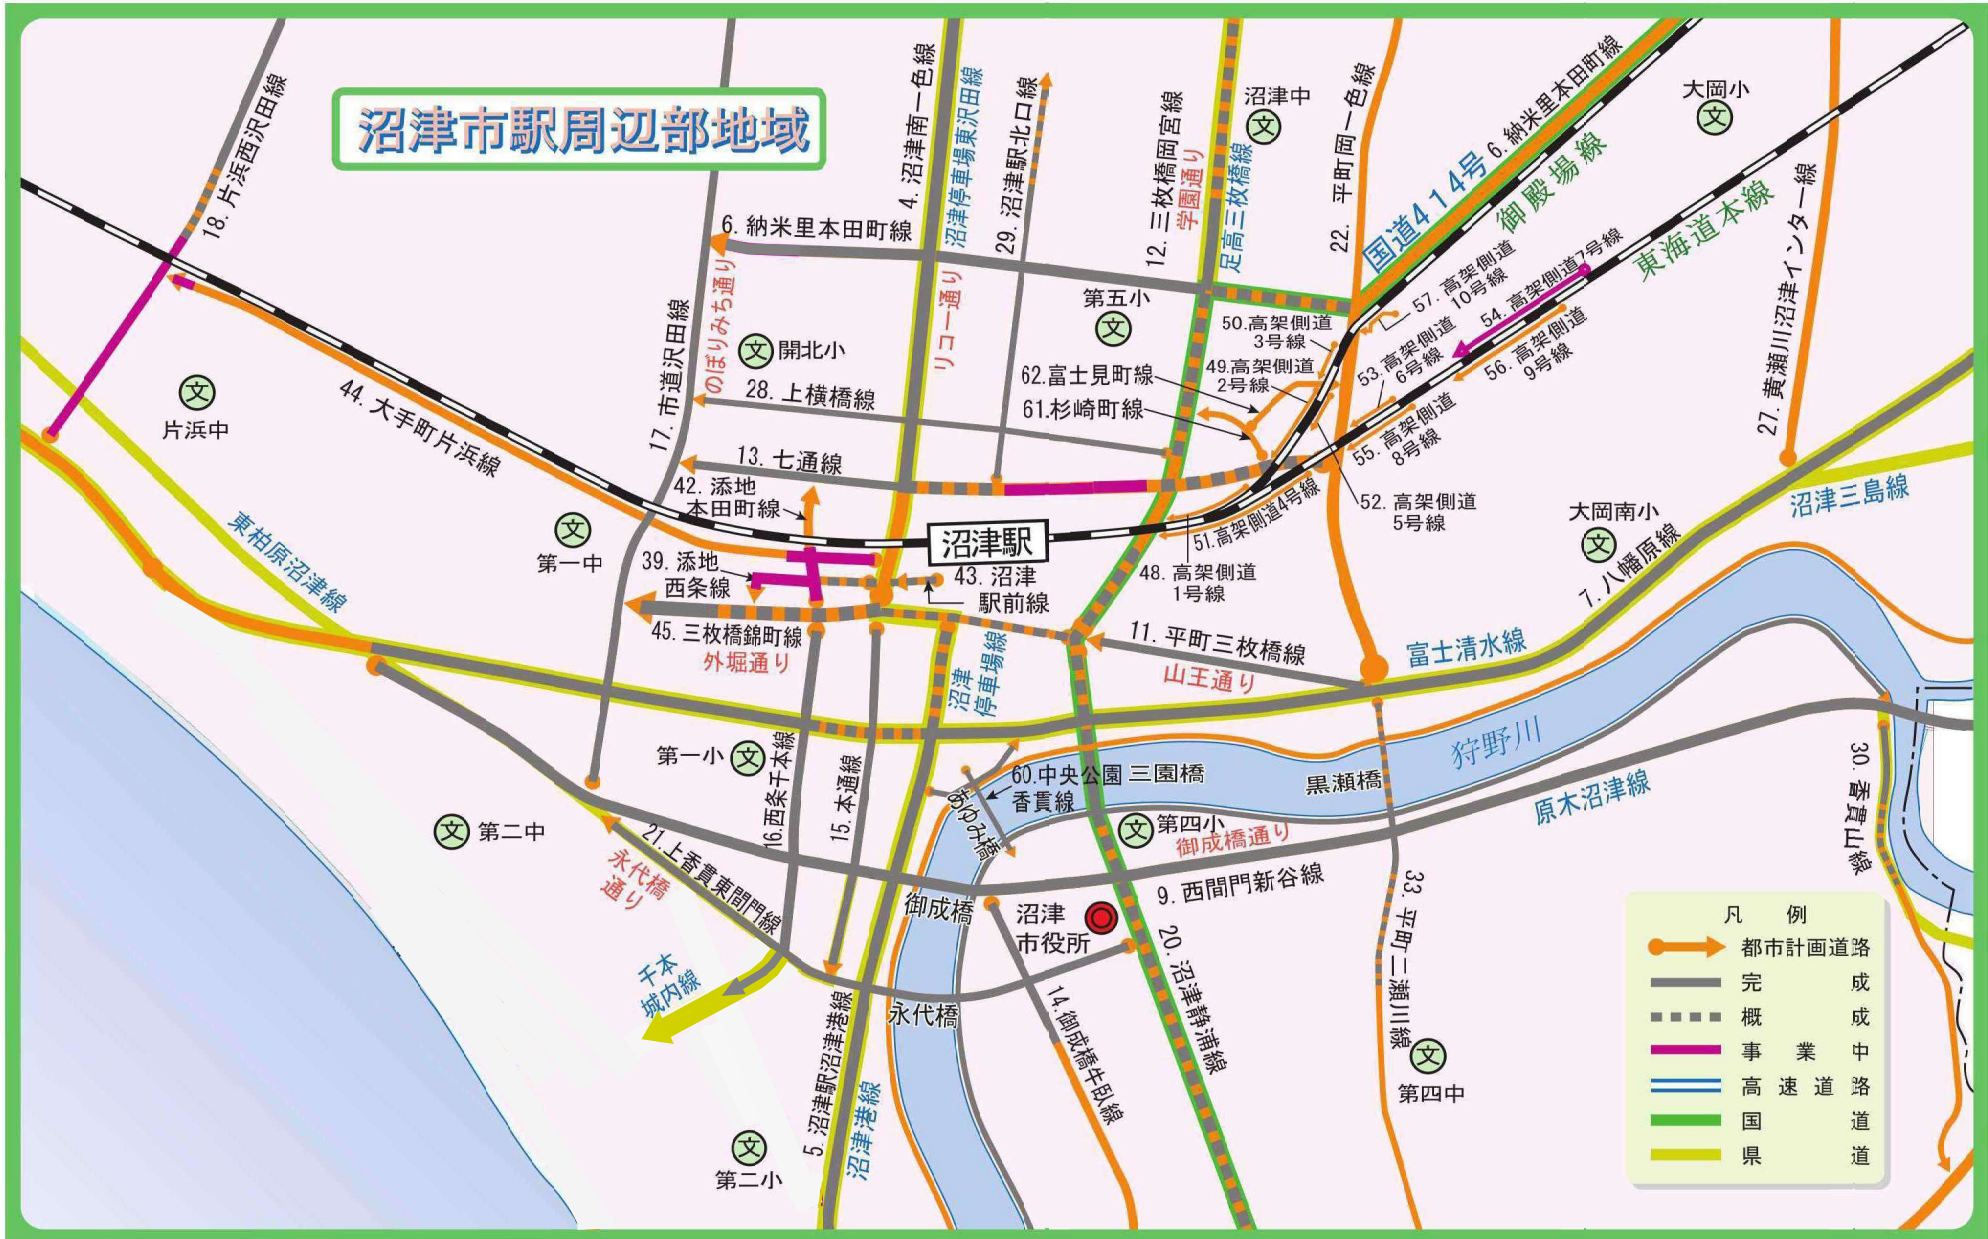 沼津市駅周辺部地域
18. 片浜西沢田線
4. 沼津南一色線
沼津停車場東沢田線
29. 沼津駅北口線
12. 三枚橋岡宮線
学園通り
足高三枚橋線
沼津中
文
22. 平町岡一色線
国道414号
6. 納米里本田町線
御殿場線
大岡小
文
東海道本線
27. 黄瀬川沼津インター線
6. 納米里本田町線
のぼりみち通り
リコー通り
17. 市道沢田線
文
開北小
第五小
文
50.高架側道
3号線
49.高架側道
2号線
57. 高架側道
10号線
54. 高架側道7号線
53.高架側道
6号線
56. 高架側道
9号線
55. 高架側道
8号線
62.富士見町線
61.杉崎町線
28. 上横橋線
文
片浜中
44. 大手町片浜線
13. 七通線
42. 添地
本田町線
沼津駅
51.高架側道4号線
52. 高架側道
5号線
48. 高架側道
1号線
大岡南小
文
7. 八幡原線
沼津三島線
東柏原沼津線
文
第一中
39. 添地
西条線
43. 沼津
駅前線
45. 三枚橋錦町線
外堀通り
沼津
停車場線
11. 平町三枚橋線
山王通り
富士清水線
第一小
文
16.西条千本線
15. 本通線
60.中央公園
香貫線
あゆみ橋
三園橋
黒瀬橋
狩野川
原木沼津線
30. 香貫山線
文
第二中
21.上香貫東間門線
永代橋
通り
文
第四小
御成橋通り
9. 西間門新谷線
御成橋
沼津
市役所
20. 沼津静浦線
33. 平町二瀬川線
千本
城内線
永代橋
14.御成橋牛臥線
5. 沼津駅沼津港線
沼津港線
文
第二小
文
第四中
凡 例
都市計画道路
完 成
概 成
事 業 中
高 速 道 路
国 道
県 道